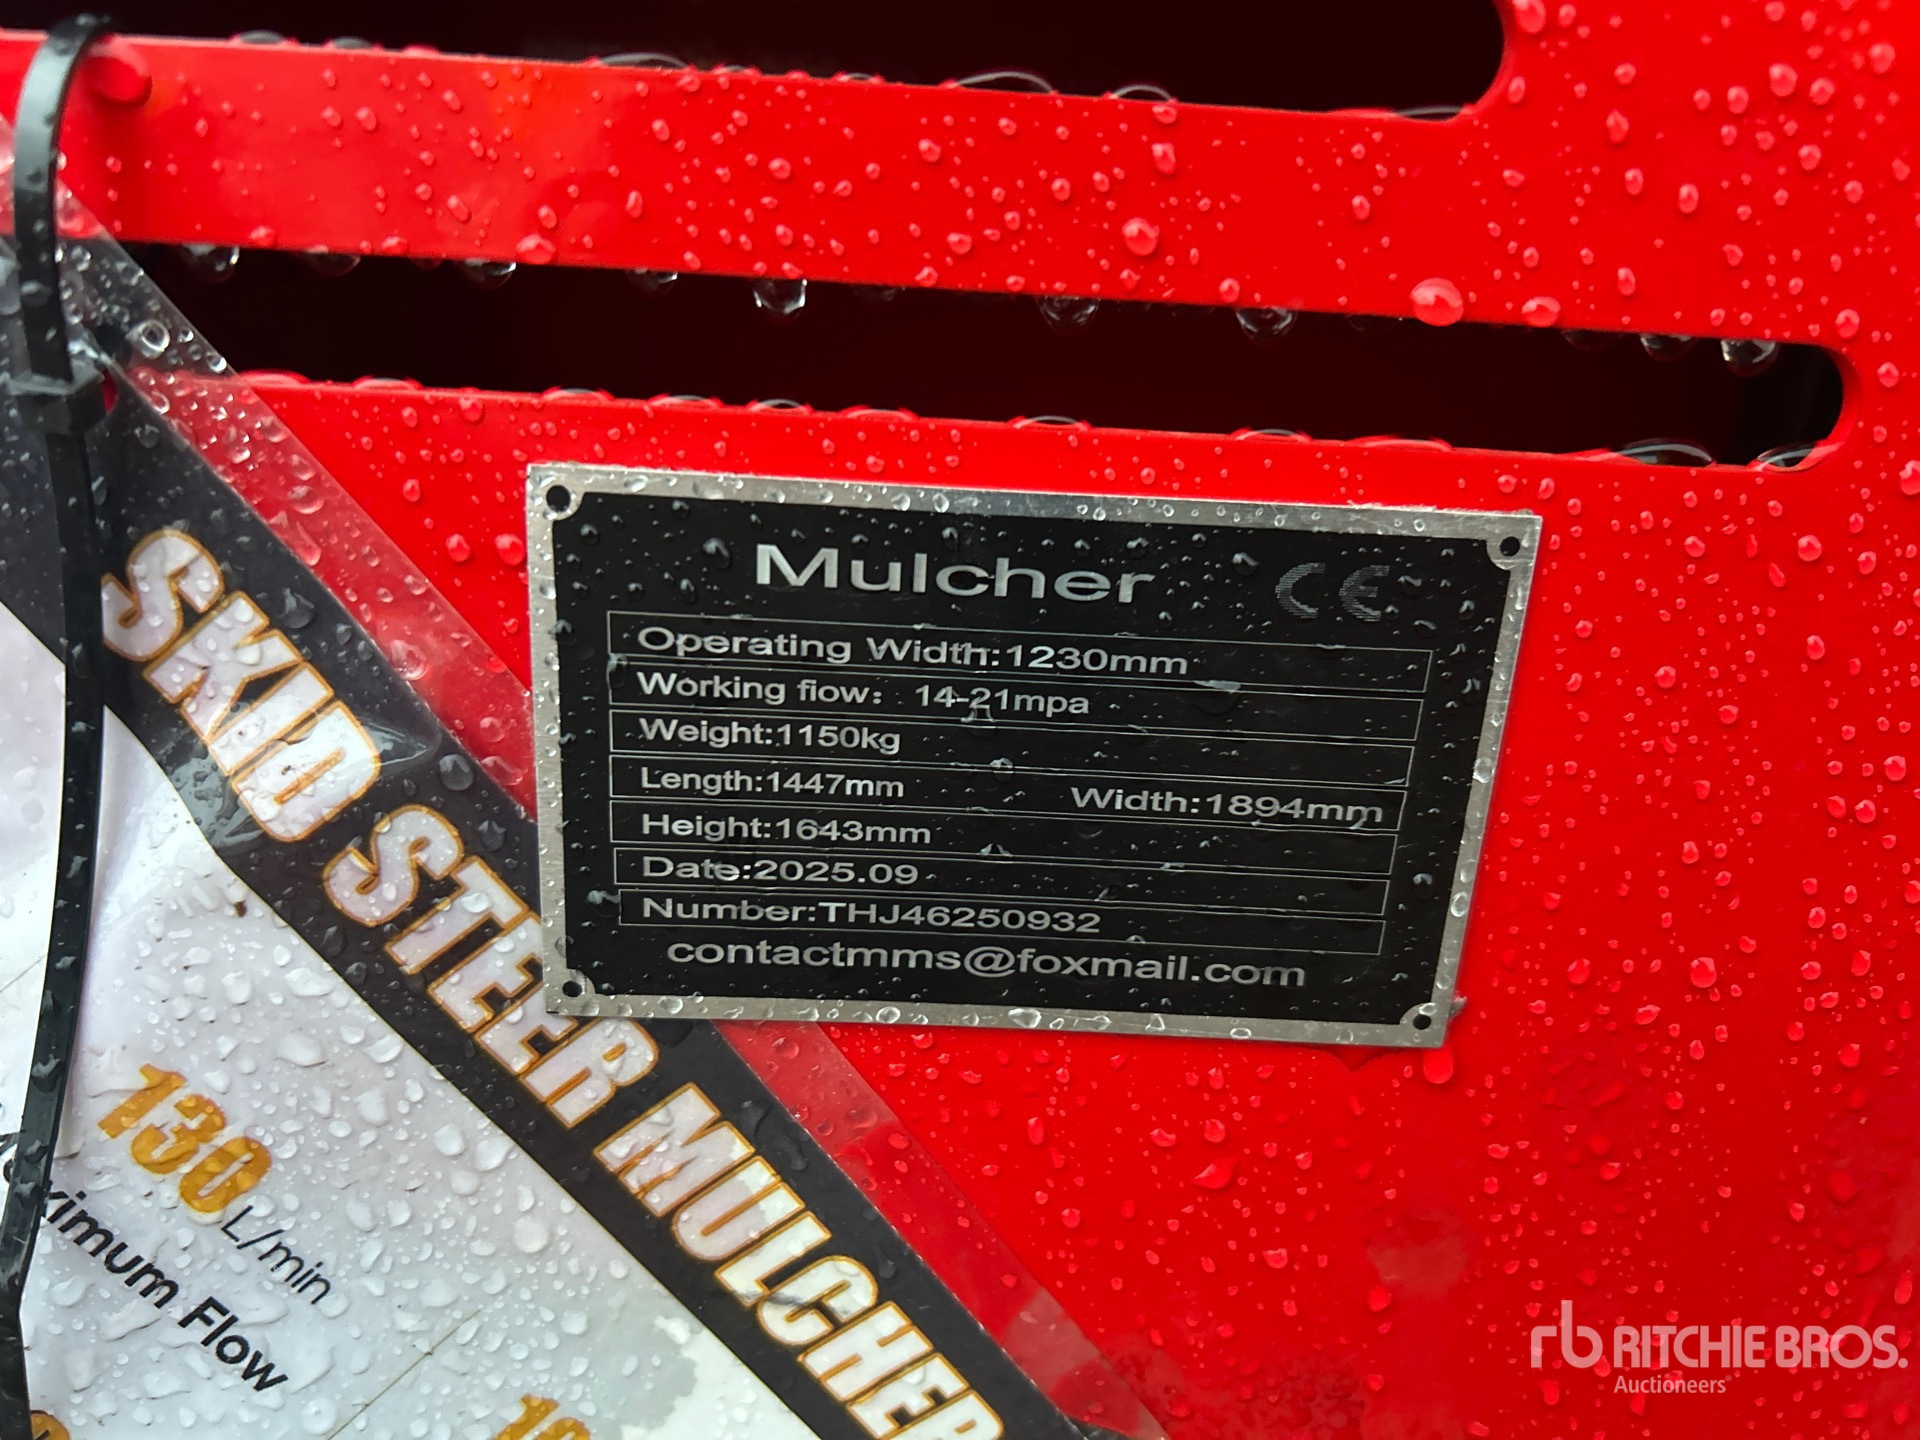 Mulcher CE
Operating Width:1230mm
Working flow: 14-21mpa
Weight:1150kg
Length:1447mm Width:1894mm
Height:1643mm
Date:2025.09
Number:THJ46250932
contactmms@foxmail.com
SKID STEER MULCHER
130 L/min
Flow
rb RITCHIE BROS.
Auctioneers